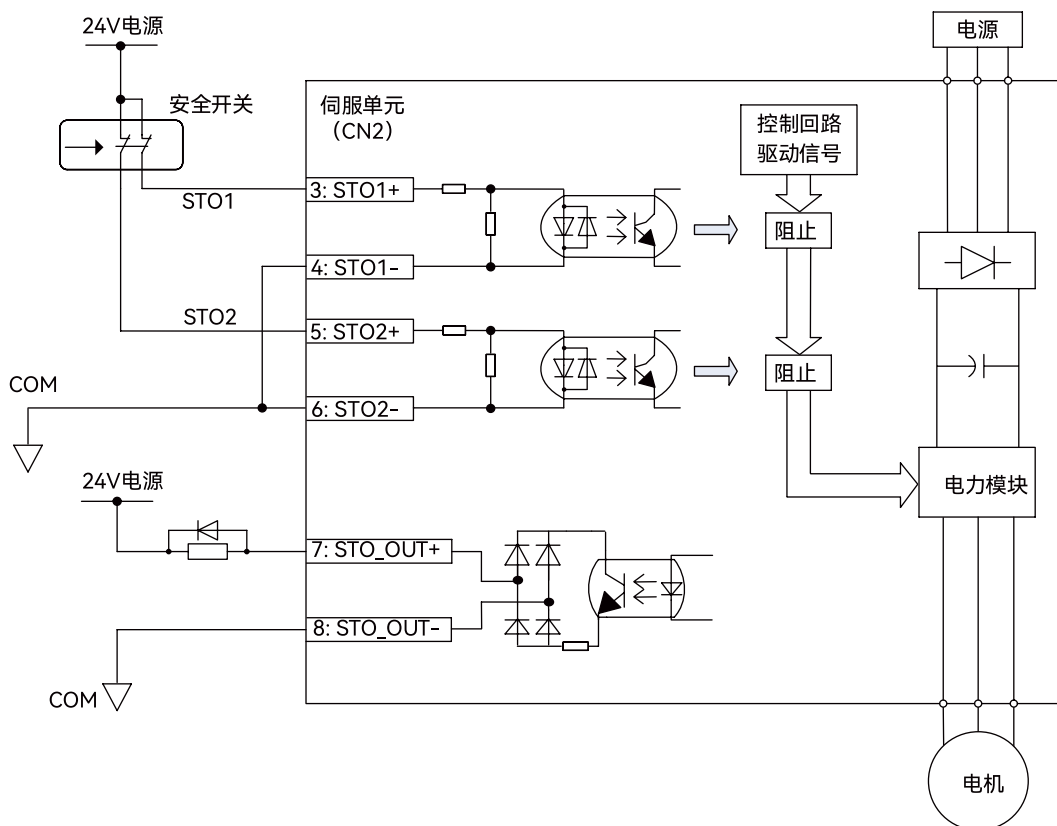 24V电源
电源
安全开关
伺服单元
（CN2）
控制回路
驱动信号
STO1
3: STO1+
阻止
4: STO1-
STO2
5: STO2+
阻止
COM
6: STO2-
24V电源
电力模块
7: STO_OUT+
8: STO_OUT-
COM
电机